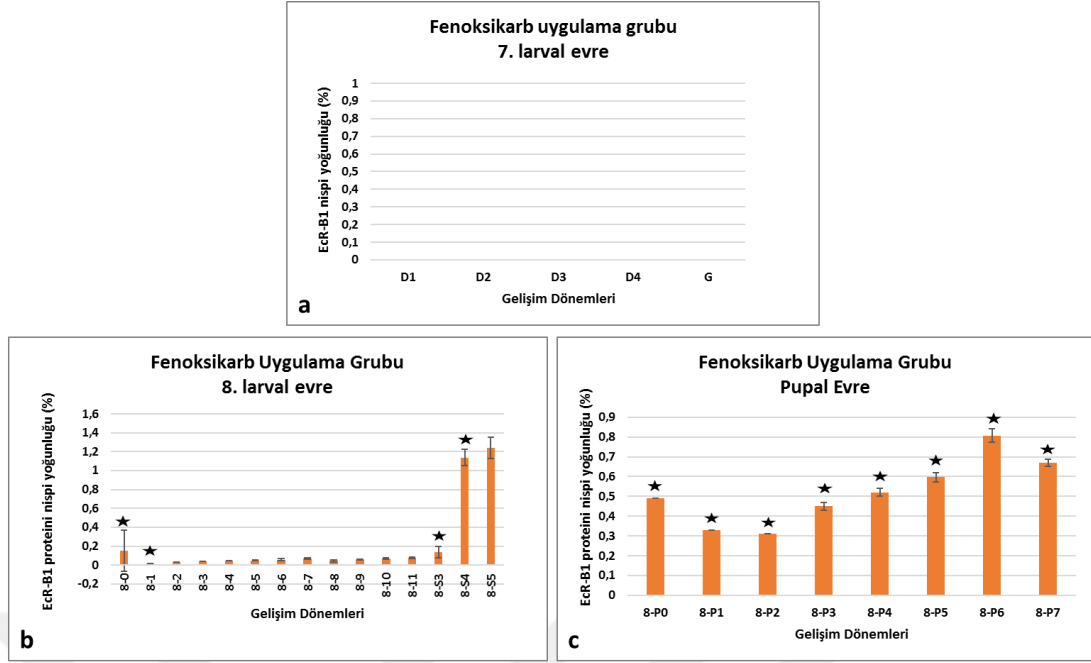 Fenoksikarb uygulama grubu
7. larval evre
EcR-B1 nispi yoğunluğu (%)
1
0,9
0,8
0,7
0,6
0,5
0,4
0,3
0,2
0,1
0
D1 D2 D3 D4 G
Gelişim Dönemleri
a
Fenoksikarb Uygulama Grubu
8. larval evre
EcR-B1 proteini nispi yoğunluğu (%)
1,6
1,4
1,2
1
0,8
0,6
0,4
0,2
0
-0,2
8-0 8-1 8-2 8-3 8-4 8-5 8-6 8-7 8-8 8-9 8-10 8-11 8-S3 8-S4 8-S5
Gelişim Dönemleri
b
Fenoksikarb Uygulama Grubu
Pupal Evre
EcR-B1 proteini nispi yoğunluğu (%)
0,9
0,8
0,7
0,6
0,5
0,4
0,3
0,2
0,1
0
8-P0 8-P1 8-P2 8-P3 8-P4 8-P5 8-P6 8-P7
Gelişim Dönemleri
c